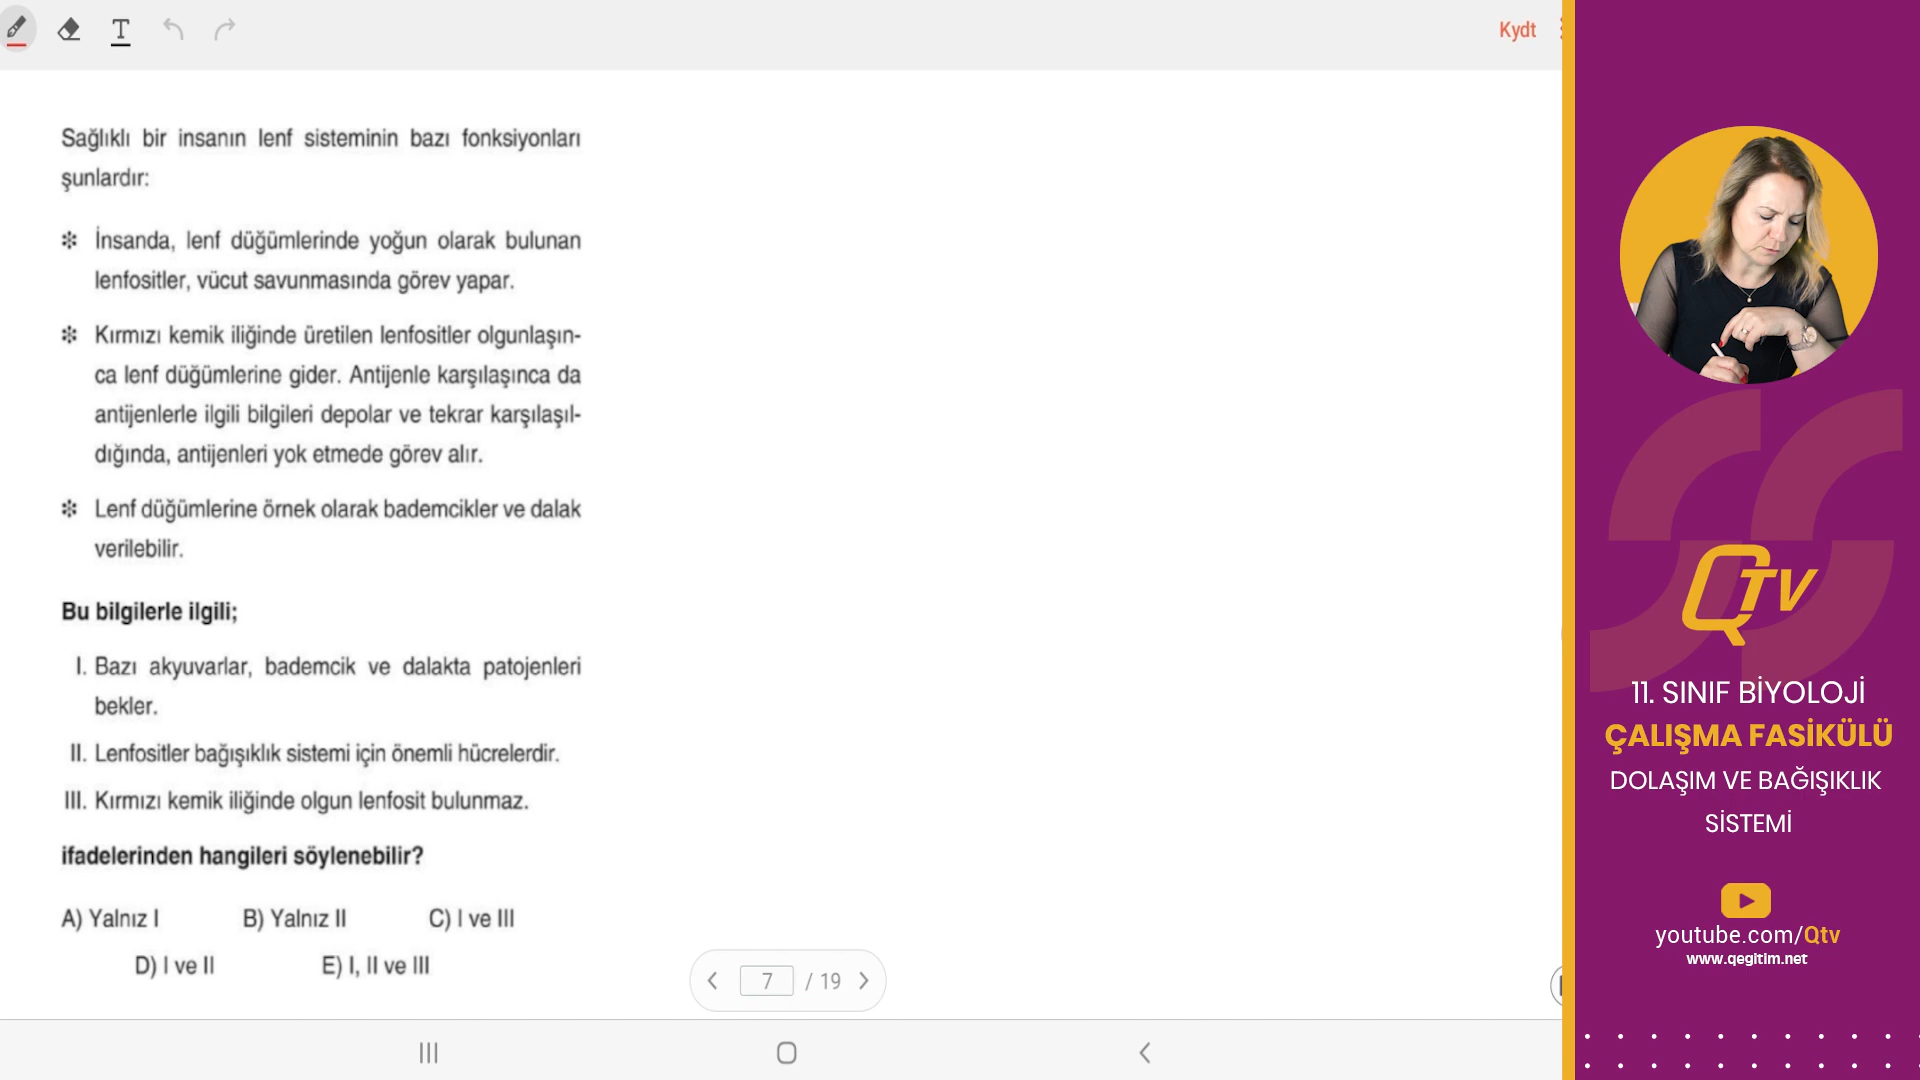 T
Kydt
Sağlıklı bir insanın lenf sisteminin bazı fonksiyonları
şunlardır:
❇ İnsanda, lenf düğümlerinde yoğun olarak bulunan
lenfositler, vücut savunmasında görev yapar.
❇ Kırmızı kemik iliğinde üretilen lenfositler olgunlaşın-
ca lenf düğümlerine gider. Antijenle karşılaşınca da
antijenlerle ilgili bilgileri depolar ve tekrar karşılaşıl-
dığında, antijenleri yok etmede görev alır.
❇ Lenf düğümlerine örnek olarak bademcikler ve dalak
verilebilir.
Bu bilgilerle ilgili;
I. Bazı akyuvarlar, bademcik ve dalakta patojenleri
bekler.
II. Lenfositler bağışıklık sistemi için önemli hücrelerdir.
III. Kırmızı kemik iliğinde olgun lenfosit bulunmaz.
ifadelerinden hangileri söylenebilir?
A) Yalnız I B) Yalnız II C) I ve III
D) I ve II E) I, II ve III
7 / 19
QTV
11. SINIF BİYOLOJİ
ÇALIŞMA FASİKÜLÜ
DOLAŞIM VE BAĞIŞIKLIK
SİSTEMİ
youtube.com/Qtv
www.qegitim.net